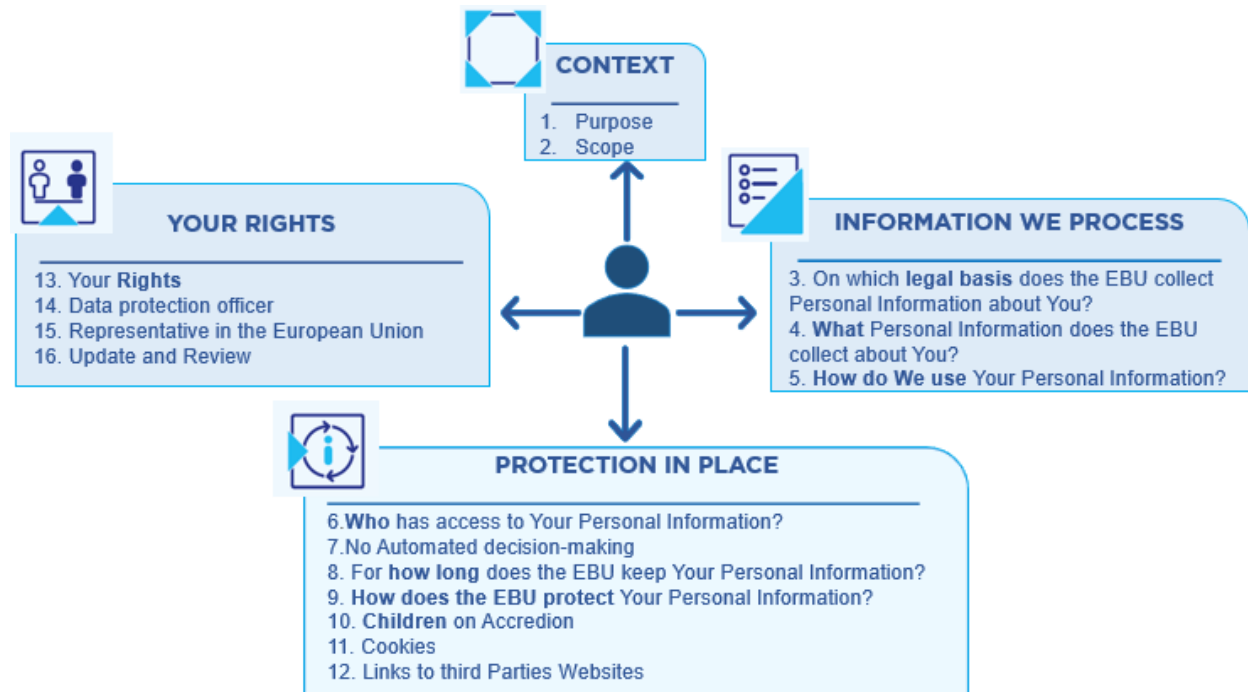 CONTEXT
1. Purpose
2. Scope
YOUR RIGHTS
13. Your Rights
14. Data protection officer
15. Representative in the European Union
16. Update and Review
INFORMATION WE PROCESS
3. On which legal basis does the EBU collect
Personal Information about You?
4. What Personal Information does the EBU
collect about You?
5. How do We use Your Personal Information?
PROTECTION IN PLACE
6.Who has access to Your Personal Information?
7.No Automated decision-making
8. For how long does the EBU keep Your Personal Information?
9. How does the EBU protect Your Personal Information?
10. Children on Accredion
11. Cookies
12. Links to third Parties Websites